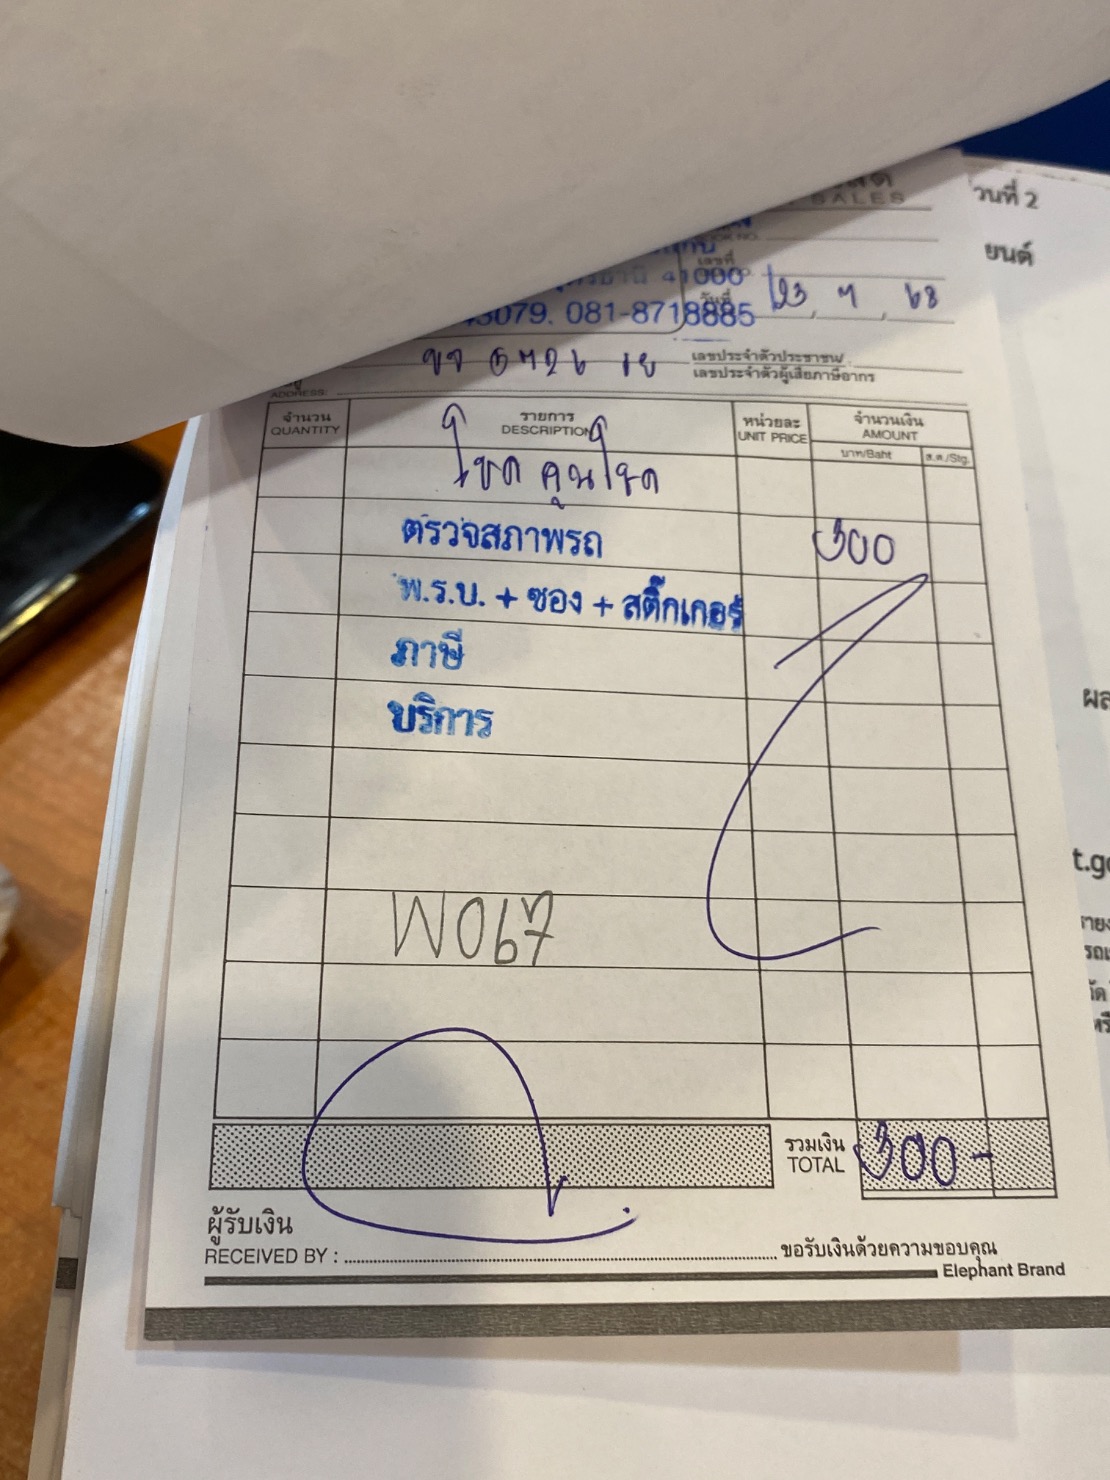 SALES
วนที่ 2
ยนต์
เลขที่
41000
วันที่ 23, 7, 68
3079. 081-8718885
เลขประจำตัวประชาชน/
เลขประจำตัวผู้เสียภาษีอากร
ADDRESS:
จำนวน รายการ หน่วยละ จำนวนเงิน
QUANTITY DESCRIPTION UNIT PRICE AMOUNT
บาท/Baht ส.ต./Stg.
ตรวจสภาพรถ 300
พ.ร.บ. + ซอง + สติ๊กเกอร์
ภาษี
บริการ
ผล
t.go
W067
รวมเงิน
TOTAL 300-
ผู้รับเงิน
RECEIVED BY : ขอรับเงินด้วยความขอบคุณ
Elephant Brand